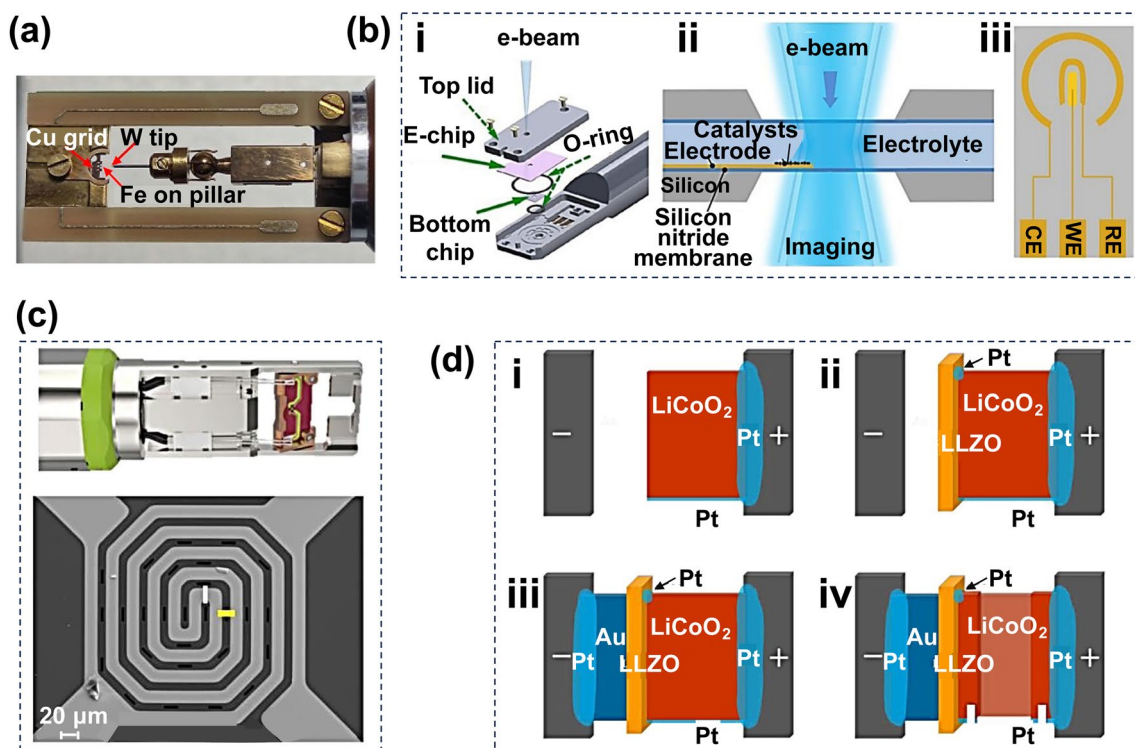 (a)
Cu grid
W tip
Fe on pillar
(b)
i
e-beam
Top lid
E-chip
O-ring
Bottom
chip
ii
e-beam
Catalysts
Electrode
Electrolyte
Silicon
Silicon
nitride
membrane
Imaging
iii
CE
WE
RE
(c)
20 μm
(d)
i
−
LiCoO2
Pt
+
Pt
ii
−
Pt
LiCoO2
LLZO
Pt
+
Pt
iii
−
Pt
Au
LiCoO2
LLZO
Pt
Pt
+
Pt
iv
−
Pt
Au
LiCoO2
LLZO
Pt
Pt
+
Pt